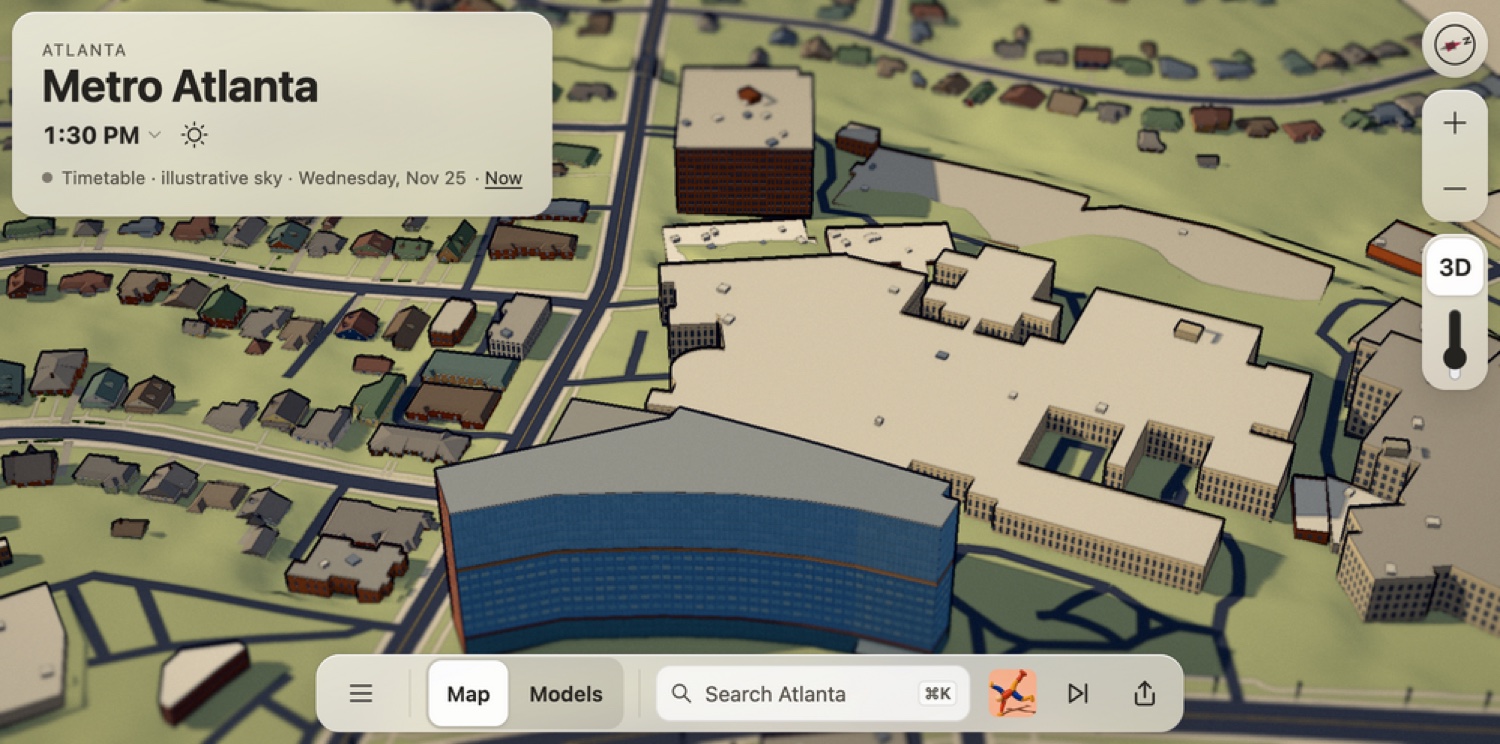 ATLANTA
Metro Atlanta
1:30 PM
Timetable · illustrative sky · Wednesday, Nov 25 · Now
Z
3D
Map
Models
Search Atlanta
⌘K